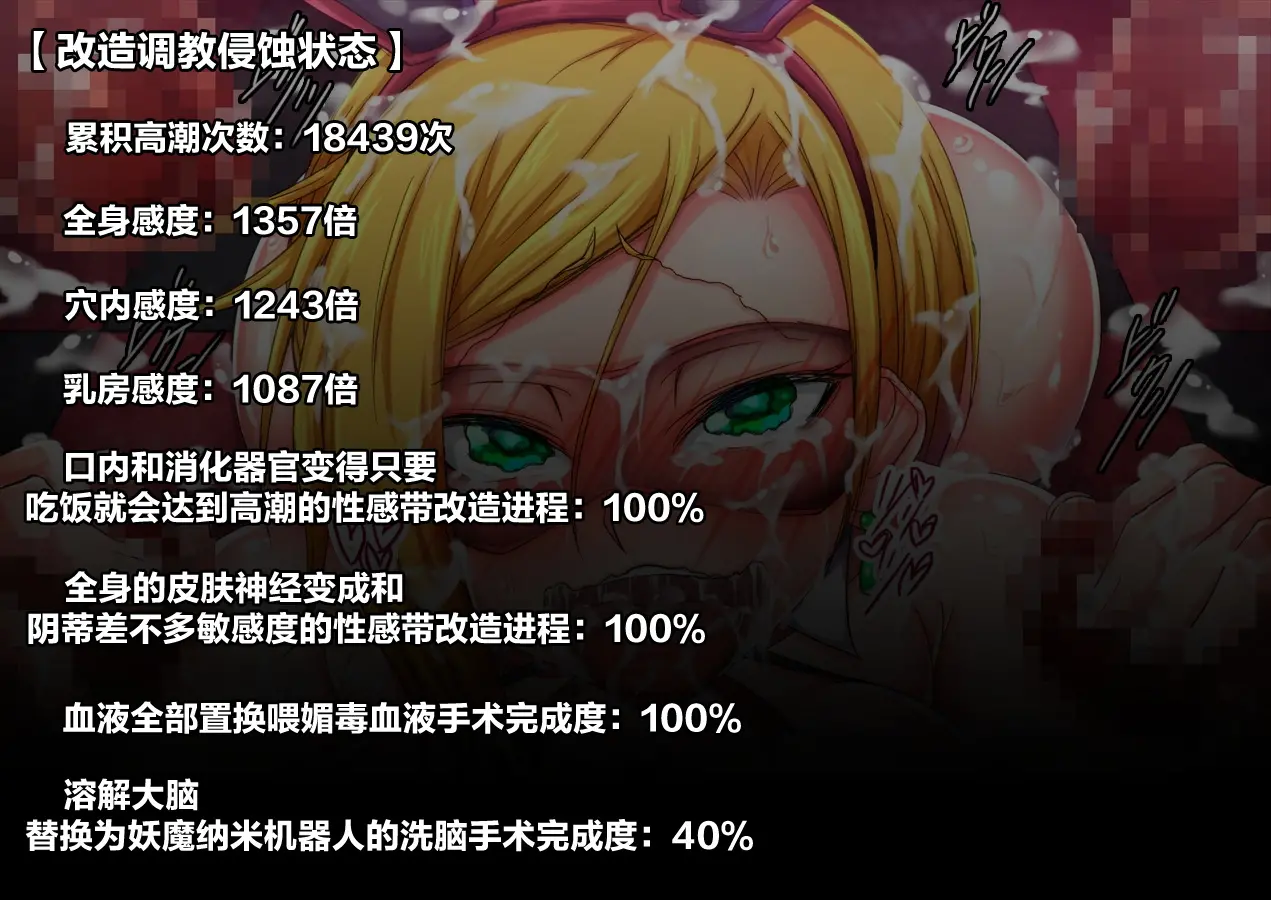 【改造调教侵蚀状态】
累积高潮次数：18439次
全身感度：1357倍
穴内感度：1243倍
乳房感度：1087倍
口内和消化器官变得只要
吃饭就会达到高潮的性感带改造进程：100%
全身的皮肤神经变成和
阴蒂差不多敏感度的性感带改造进程：100%
血液全部置换喂媚毒血液手术完成度：100%
溶解大脑
替换为妖魔纳米机器人的洗脑手术完成度：40%